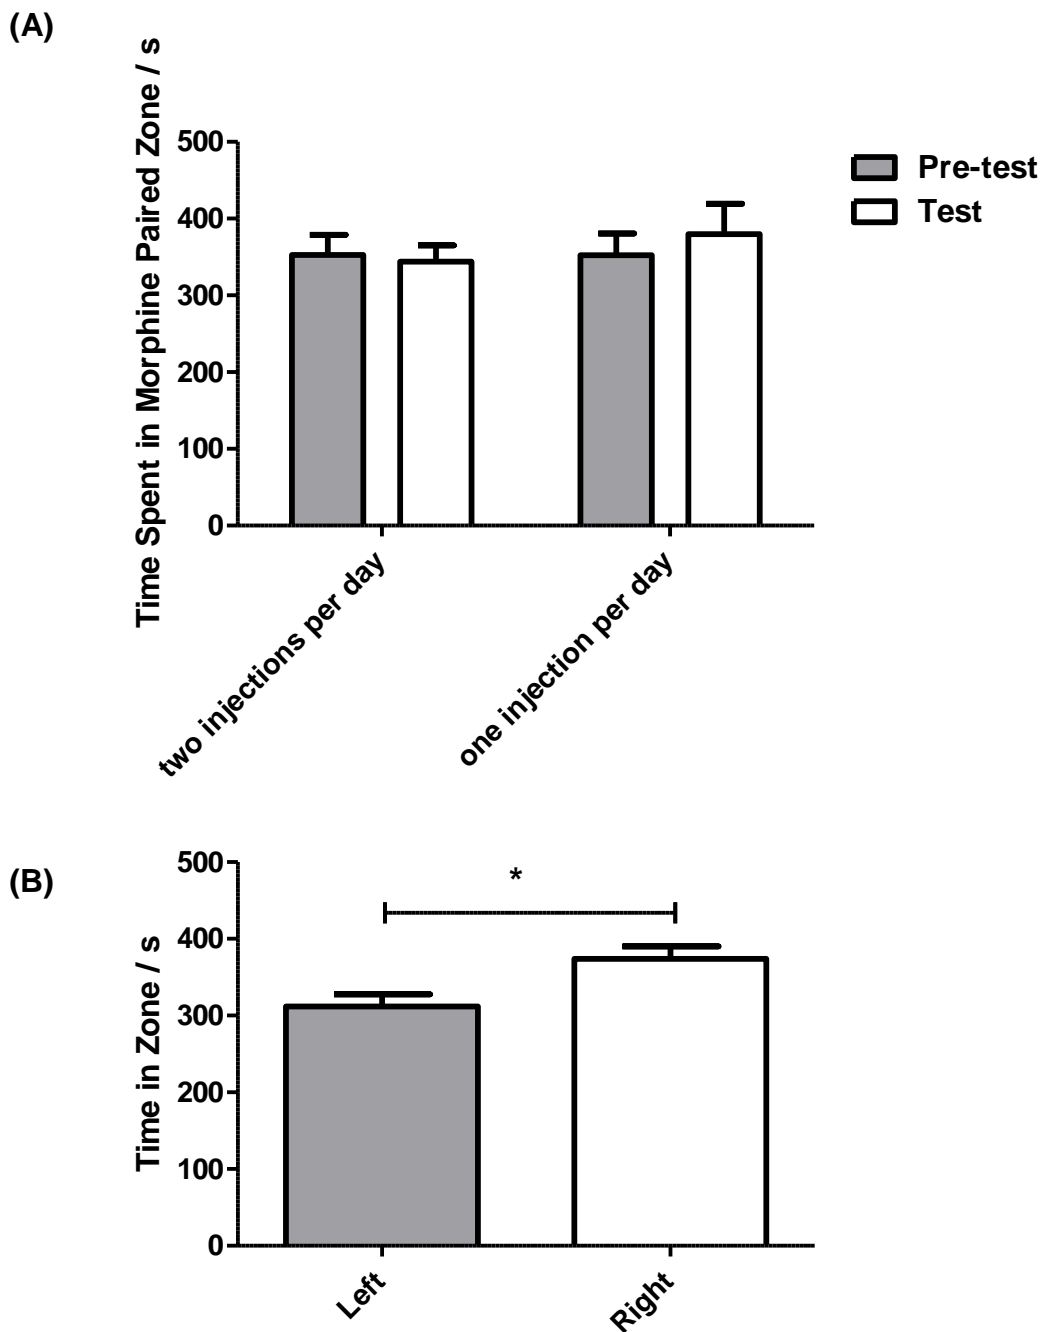 (A)
Time Spent in Morphine Paired Zone / s
500
400
300
200
100
0
two injections per day
one injection per day
Pre-test
Test
(B)
Time in Zone / s
500
400
300
200
100
0
*
Left
Right